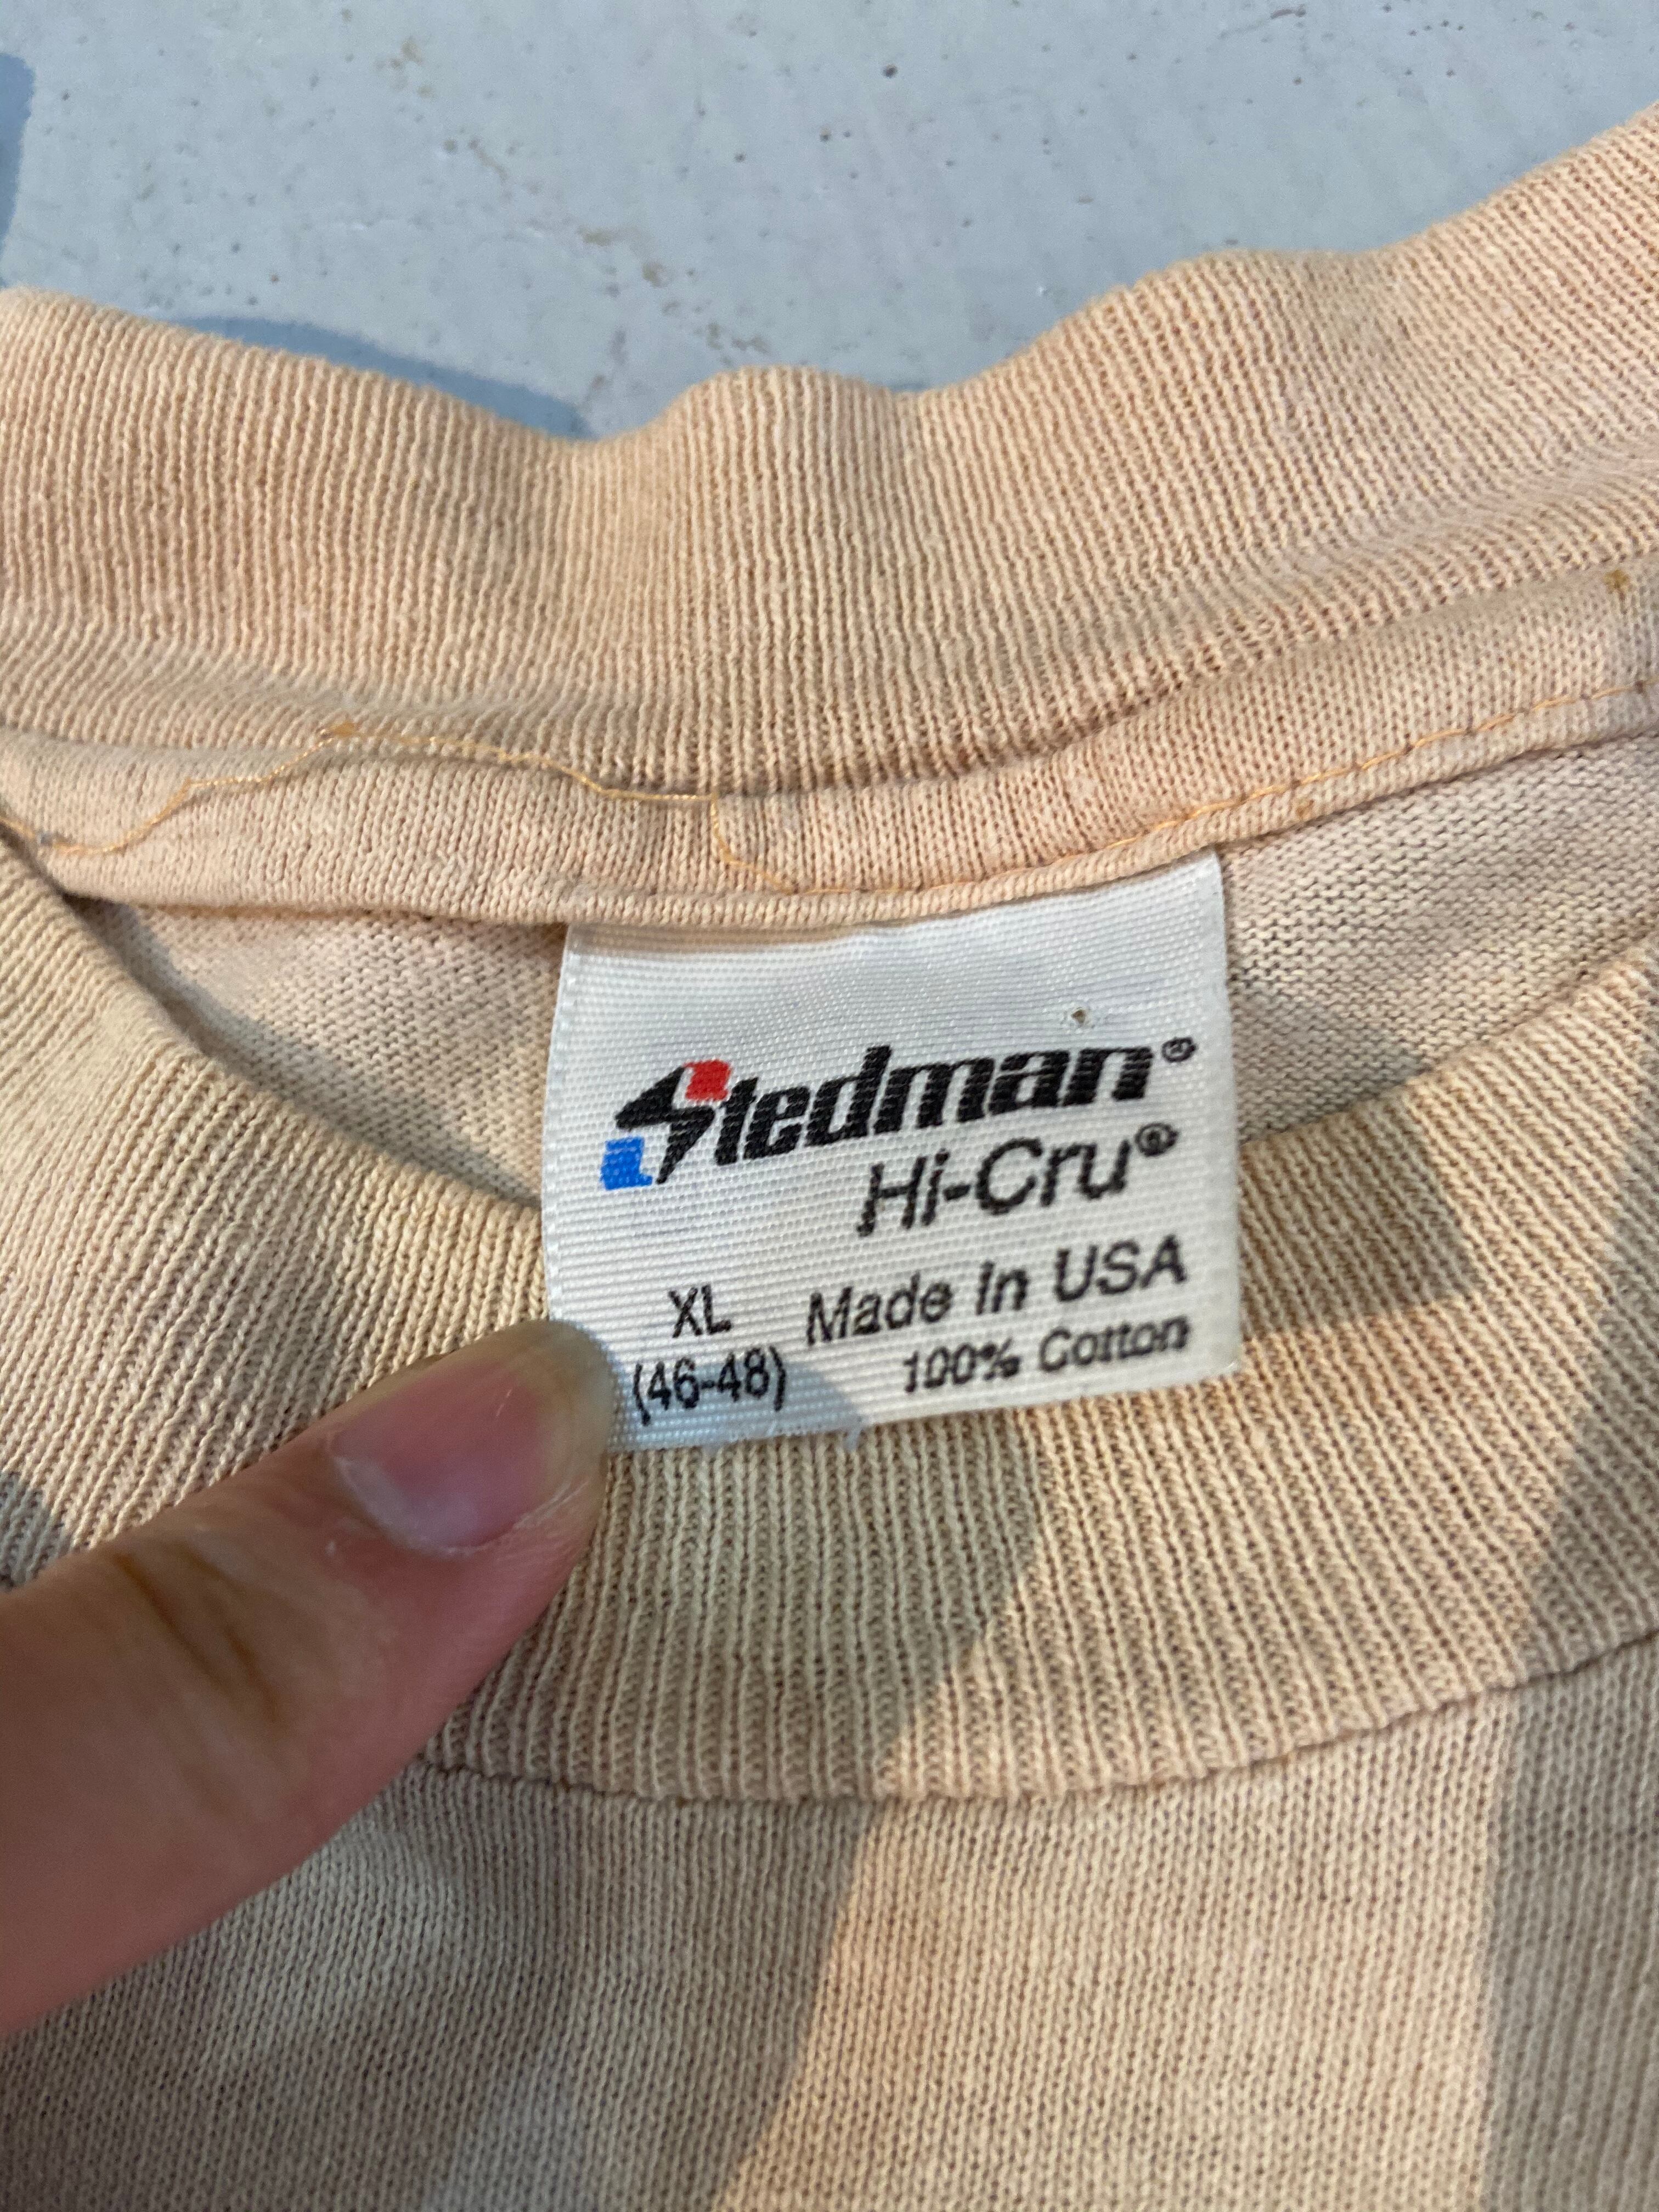 Stedman®
Hi-Cru®
XL Made in USA
(46-48) 100% Cotton